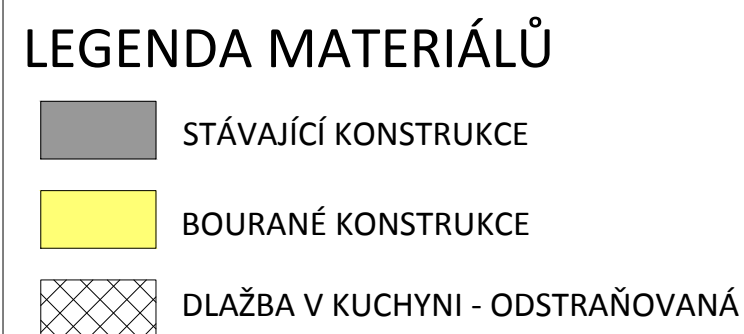 LEGENDA MATERIÁLŮ
STÁVAJÍCÍ KONSTRUKCE
BOURANÉ KONSTRUKCE
DLAŽBA V KUCHYNI - ODSTRAŇOVANÁ